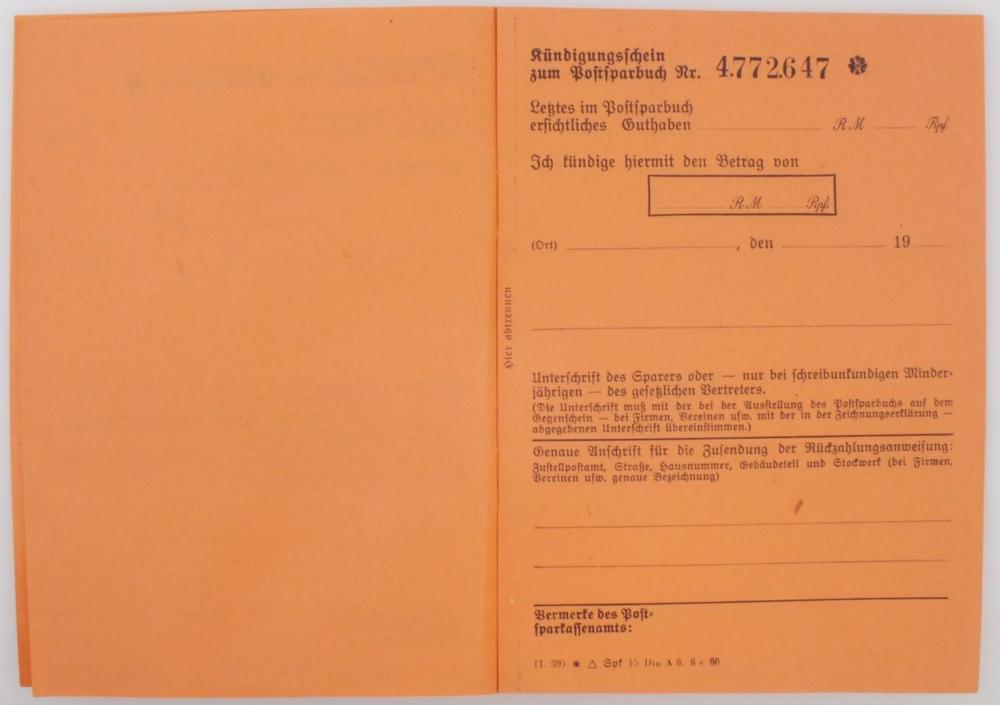 Kündigungsschein
zum Postsparbuch Nr. 4.772.647
Letztes im Postsparbuch
ersichtliches Guthaben RM Rpf
Ich kündige hiermit den Betrag von
RM Rpf
(Ort) , den 19
Hier abtrennen
Unterschrift des Sparers oder — nur bei schreibunkundigen Minder-
jährigen — des gesetzlichen Vertreters.
(Die Unterschrift muß mit der bei der Ausstellung des Postsparbuchs auf dem
Gegenschein — bei Firmen, Vereinen usw. mit der in der Zeichnungserklärung —
abgegebenen Unterschrift übereinstimmen.)
Genaue Anschrift für die Zusendung der Rückzahlungsanweisung:
Zustellpostamt, Straße, Hausnummer, Gebäudeteil und Stockwerk (bei Firmen,
Vereinen usw. genaue Bezeichnung)
Vermerke des Post-
sparkassenamts:
(1. 39) ✱ △ Spk 15 Din A 6, 6 c 60